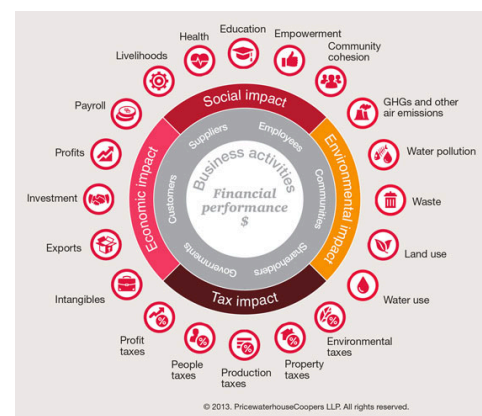 Education
Health
Empowerment
Livelihoods
Community
cohesion
Payroll
GHGs and other
air emissions
Profits
Water pollution
Investment
Waste
Exports
Land use
Intangibles
Water use
Profit
taxes
People
taxes
Production
taxes
Property
taxes
Environmental
taxes
Social impact
Environmental impact
Tax impact
Economic impact
Suppliers
Employees
Communities
Shareholders
Governments
Customers
Business activities
Financial
performance
$
© 2013. PricewaterhouseCoopers LLP. All rights reserved.